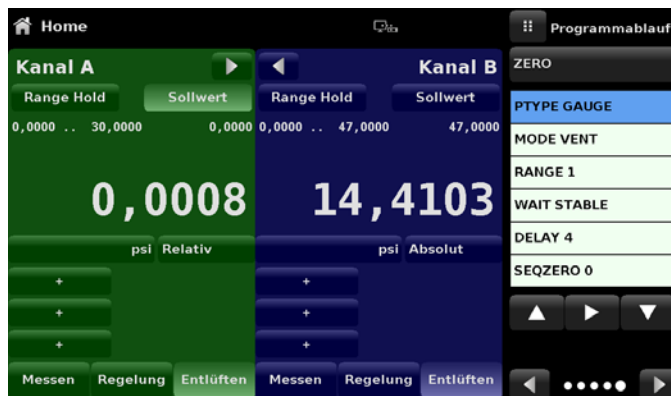 Home
Programmablauf
Kanal A
Kanal B
ZERO
Range Hold Sollwert
Range Hold Sollwert
0,0000 .. 30,0000 0,0000
0,0000 .. 47,0000 47,0000
0,0008
14,4103
psi Relativ
psi Absolut
+
+
+
+
+
+
Messen Regelung Entlüften
Messen Regelung Entlüften
PTYPE GAUGE
MODE VENT
RANGE 1
WAIT STABLE
DELAY 4
SEQZERO 0